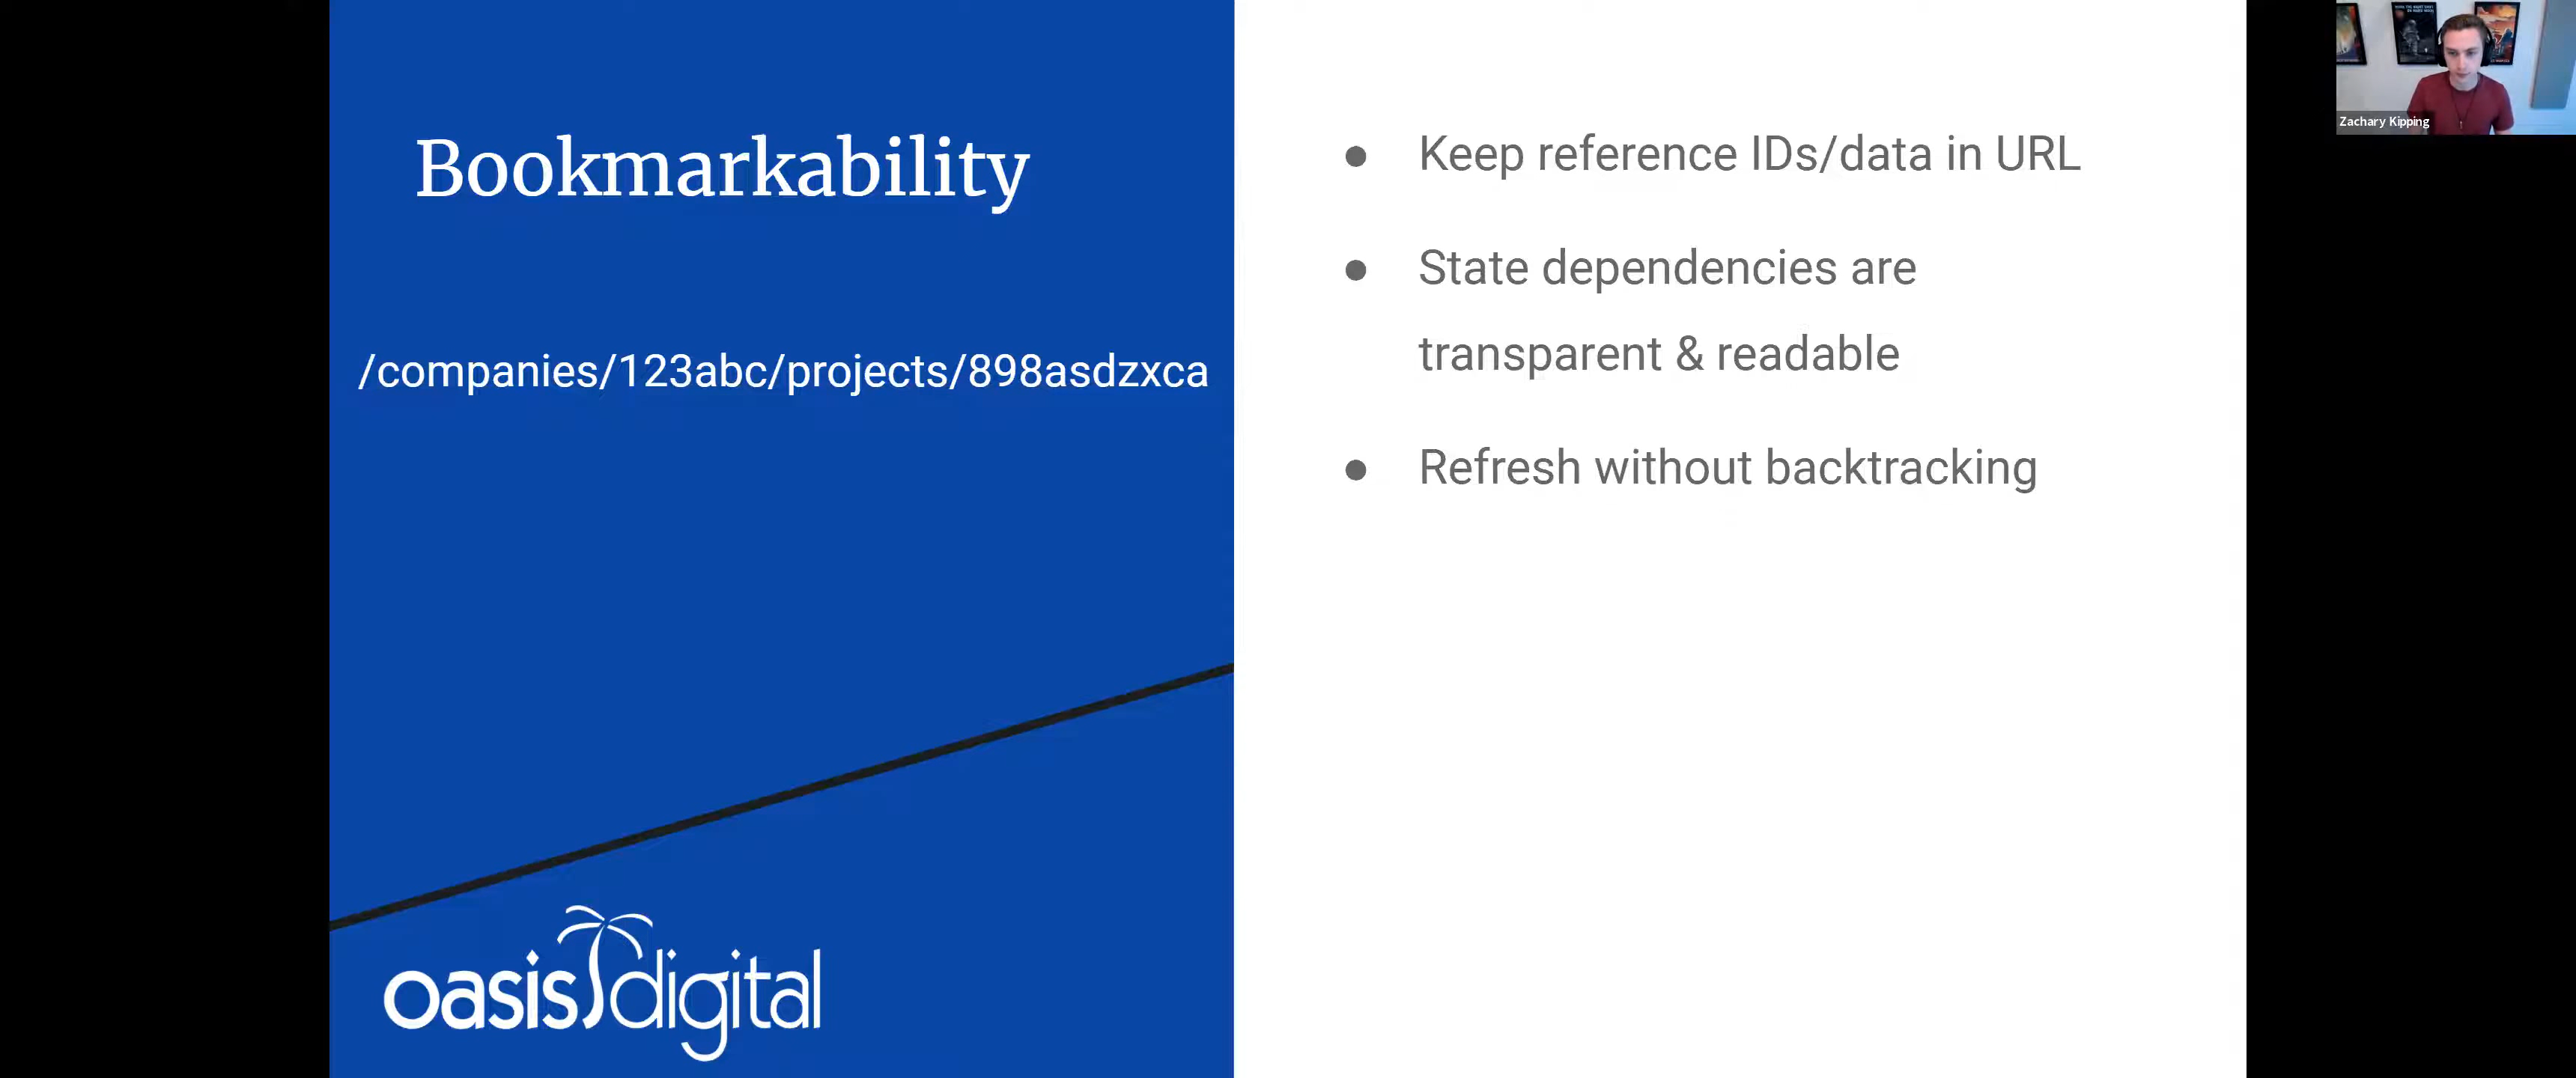 Bookmarkability
/companies/123abc/projects/898asdzxca
oasis digital
● Keep reference IDs/data in URL
● State dependencies are
transparent & readable
● Refresh without backtracking
Zachary Kipping